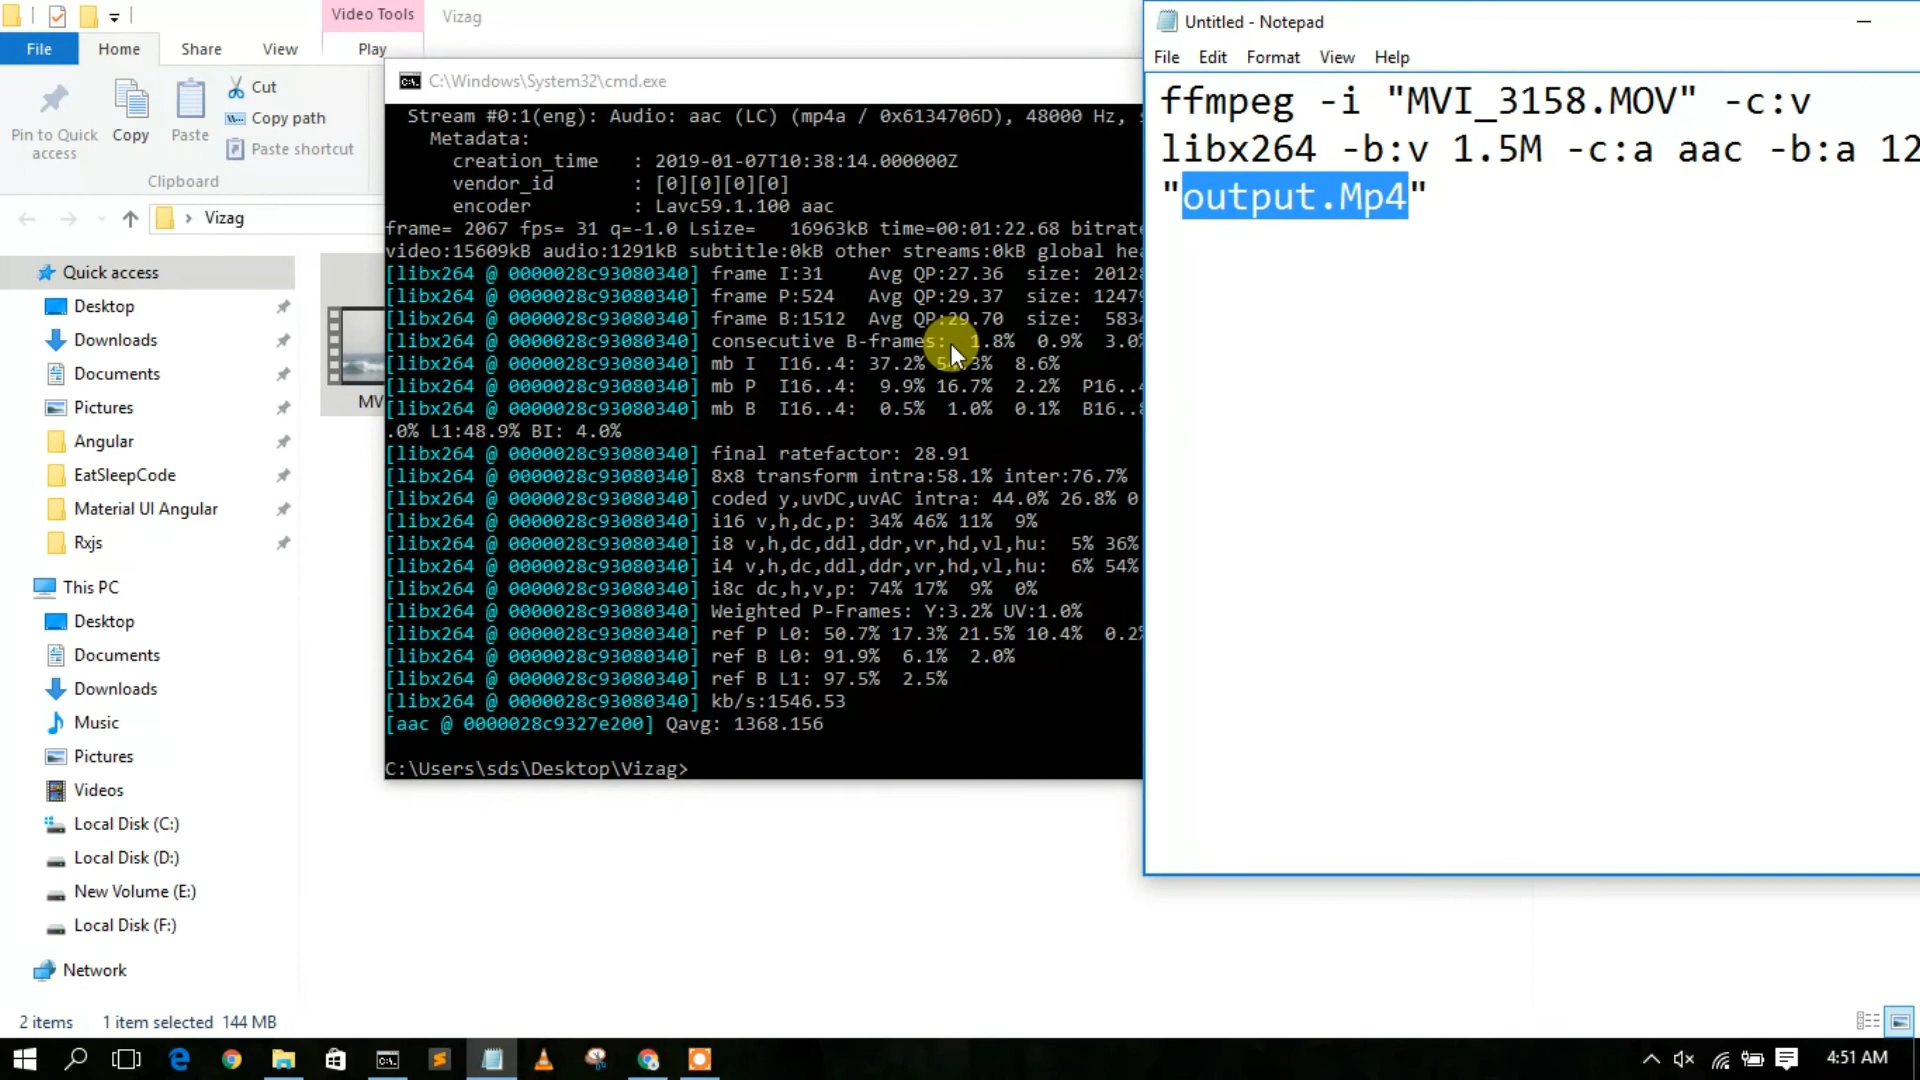 Video Tools
Vizag
File
Home
Share
View
Play
Pin to Quick access
Copy
Paste
Cut
Copy path
Paste shortcut
Clipboard
Vizag
Quick access
Desktop
Downloads
Documents
Pictures
Angular
EatSleepCode
Material UI Angular
Rxjs
This PC
Desktop
Documents
Downloads
Music
Pictures
Videos
Local Disk (C:)
Local Disk (D:)
New Volume (E:)
Local Disk (F:)
Network
2 items
1 item selected 144 MB
MV
C:\Windows\System32\cmd.exe
Stream #0:1(eng): Audio: aac (LC) (mp4a / 0x6134706D), 48000 Hz,
Metadata:
creation_time : 2019-01-07T10:38:14.000000Z
vendor_id : [0][0][0][0]
encoder : Lavc59.1.100 aac
frame= 2067 fps= 31 q=-1.0 Lsize= 16963kB time=00:01:22.68 bitrate
video:15609kB audio:1291kB subtitle:0kB other streams:0kB global hea
[libx264 @ 0000028c93080340] frame I:31 Avg QP:27.36 size: 20128
[libx264 @ 0000028c93080340] frame P:524 Avg QP:29.37 size: 12479
[libx264 @ 0000028c93080340] frame B:1512 Avg QP:29.70 size: 5834
[libx264 @ 0000028c93080340] consecutive B-frames: 1.8% 0.9% 3.0%
[libx264 @ 0000028c93080340] mb I I16..4: 37.2% 8.6%
[libx264 @ 0000028c93080340] mb P I16..4: 9.9% 16.7% 2.2% P16..4
[libx264 @ 0000028c93080340] mb B I16..4: 0.5% 1.0% 0.1% B16..8
.0% L1:48.9% BI: 4.0%
[libx264 @ 0000028c93080340] final ratefactor: 28.91
[libx264 @ 0000028c93080340] 8x8 transform intra:58.1% inter:76.7%
[libx264 @ 0000028c93080340] coded y,uvDC,uvAC intra: 44.0% 26.8% 0
[libx264 @ 0000028c93080340] i16 v,h,dc,p: 34% 46% 11% 9%
[libx264 @ 0000028c93080340] i8 v,h,dc,ddl,ddr,vr,hd,vl,hu: 5% 36%
[libx264 @ 0000028c93080340] i4 v,h,dc,ddl,ddr,vr,hd,vl,hu: 6% 54%
[libx264 @ 0000028c93080340] i8c dc,h,v,p: 74% 17% 9% 0%
[libx264 @ 0000028c93080340] Weighted P-Frames: Y:3.2% UV:1.0%
[libx264 @ 0000028c93080340] ref P L0: 50.7% 17.3% 21.5% 10.4% 0.2%
[libx264 @ 0000028c93080340] ref B L0: 91.9% 6.1% 2.0%
[libx264 @ 0000028c93080340] ref B L1: 97.5% 2.5%
[libx264 @ 0000028c93080340] kb/s:1546.53
[aac @ 0000028c9327e200] Qavg: 1368.156
C:\Users\sds\Desktop\Vizag>
Untitled - Notepad
File Edit Format View Help
ffmpeg -i "MVI_3158.MOV" -c:v
libx264 -b:v 1.5M -c:a aac -b:a 12
"output.Mp4"
4:51 AM